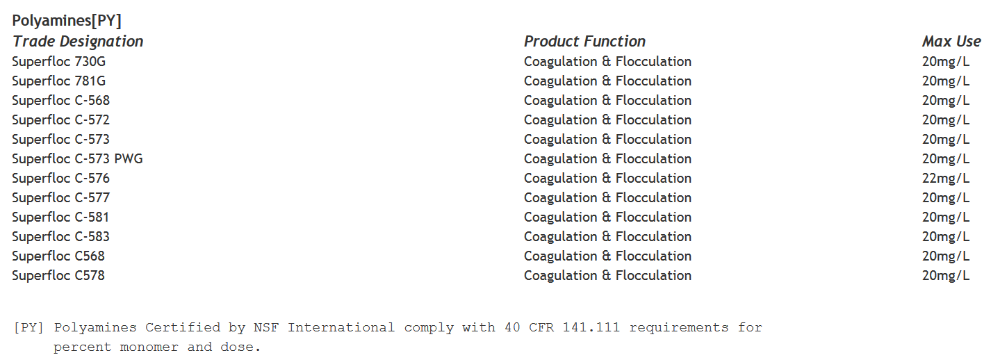 Polyamines[PY]
Trade Designation Product Function Max Use
Superfloc 730G Coagulation & Flocculation 20mg/L
Superfloc 781G Coagulation & Flocculation 20mg/L
Superfloc C-568 Coagulation & Flocculation 20mg/L
Superfloc C-572 Coagulation & Flocculation 20mg/L
Superfloc C-573 Coagulation & Flocculation 20mg/L
Superfloc C-573 PWG Coagulation & Flocculation 20mg/L
Superfloc C-576 Coagulation & Flocculation 22mg/L
Superfloc C-577 Coagulation & Flocculation 20mg/L
Superfloc C-581 Coagulation & Flocculation 20mg/L
Superfloc C-583 Coagulation & Flocculation 20mg/L
Superfloc C568 Coagulation & Flocculation 20mg/L
Superfloc C578 Coagulation & Flocculation 20mg/L
[PY] Polyamines Certified by NSF International comply with 40 CFR 141.111 requirements for
percent monomer and dose.